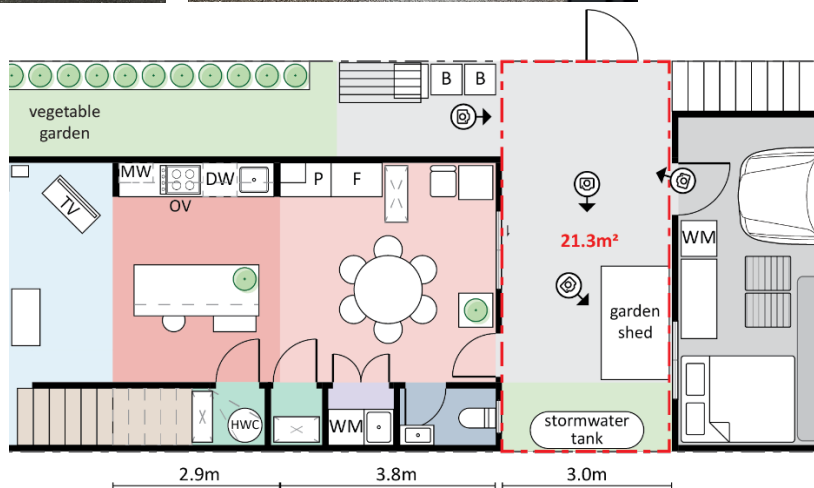 B B
vegetable
garden
MW
DW
P
F
OV
TV
21.3m²
WM
garden
shed
HWC
WM
stormwater
tank
2.9m
3.8m
3.0m